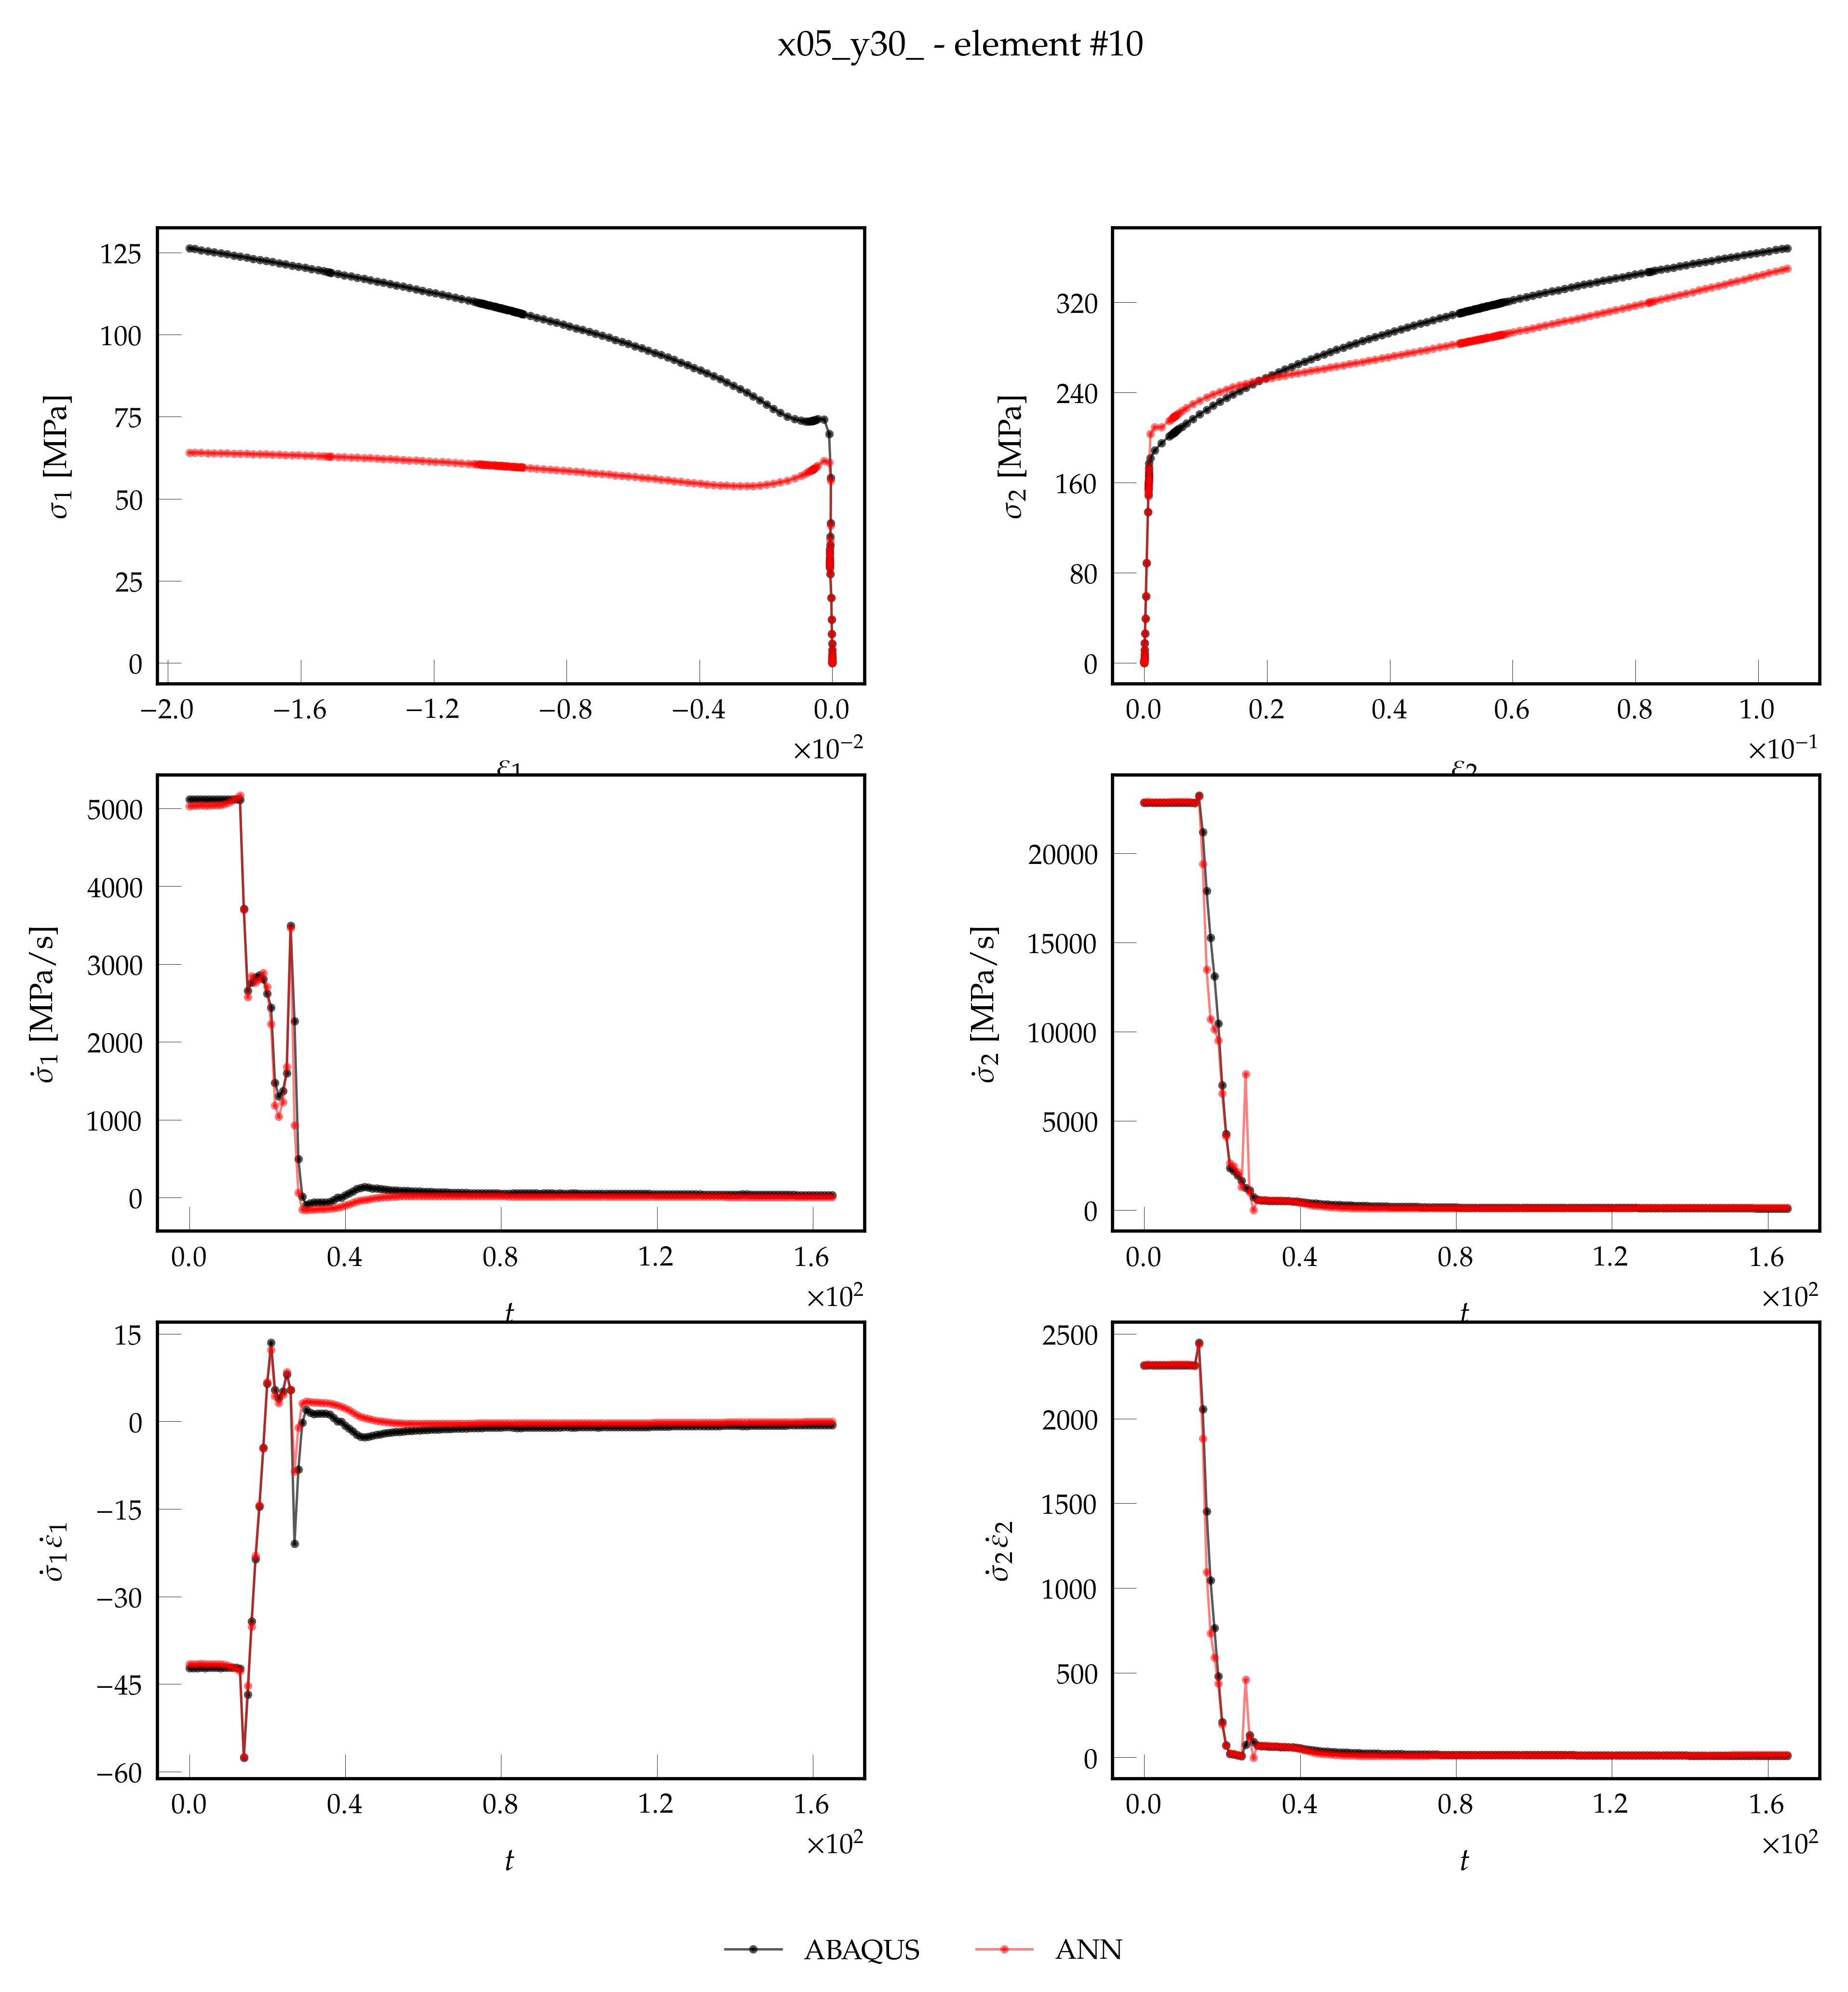 x05_y30_ - element #10
125
100
75
50
25
0
σ1 [MPa]
−2.0 −1.6 −1.2 −0.8 −0.4 0.0
×10−2
ε1
320
240
160
80
0
σ2 [MPa]
0.0 0.2 0.4 0.6 0.8 1.0
×10−1
ε2
5000
4000
3000
2000
1000
0
σ̇1 [MPa/s]
0.0 0.4 0.8 1.2 1.6
×10²
t
20000
15000
10000
5000
0
σ̇2 [MPa/s]
0.0 0.4 0.8 1.2 1.6
×10²
t
15
0
−15
−30
−45
−60
σ̇1ε̇1
0.0 0.4 0.8 1.2 1.6
×10²
t
2500
2000
1500
1000
500
0
σ̇2ε̇2
0.0 0.4 0.8 1.2 1.6
×10²
t
ABAQUS ANN